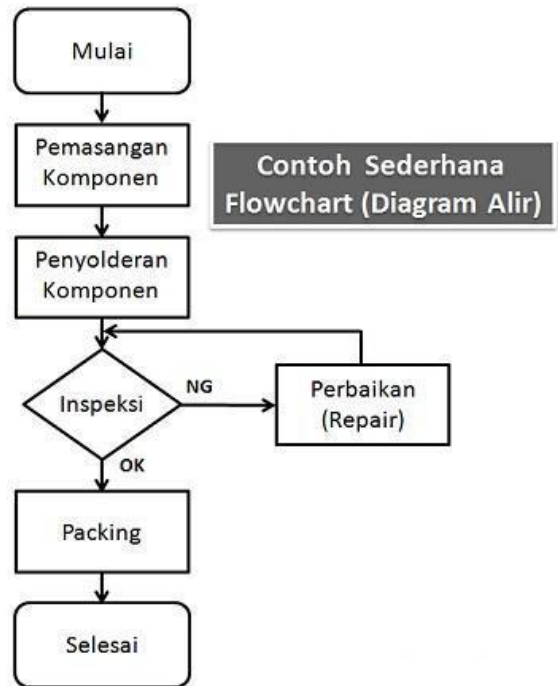 Mulai
Pemasangan
Komponen
Contoh Sederhana
Flowchart (Diagram Alir)
Penyolderan
Komponen
Inspeksi
NG
Perbaikan
(Repair)
OK
Packing
Selesai